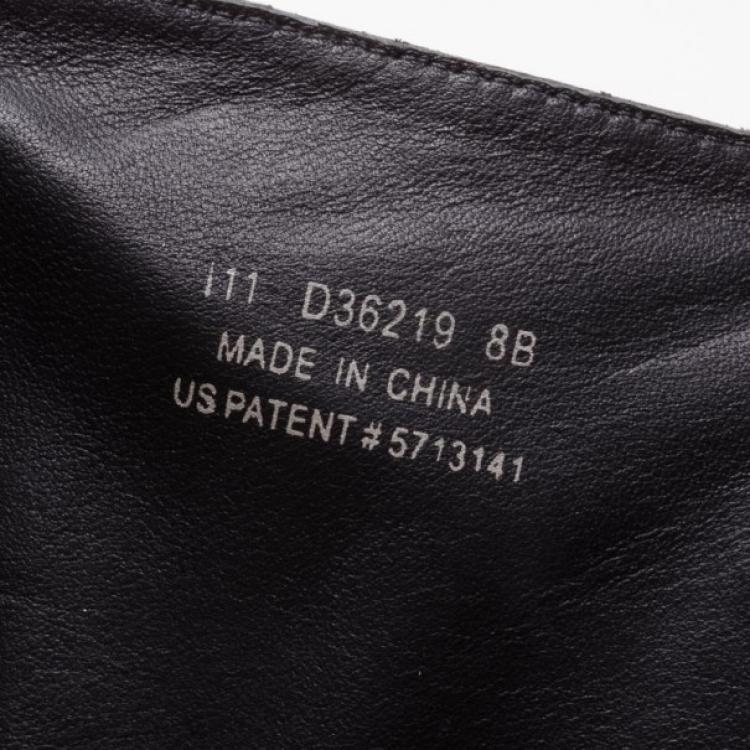 I11 D36219 8B
MADE IN CHINA
US PATENT # 5713141